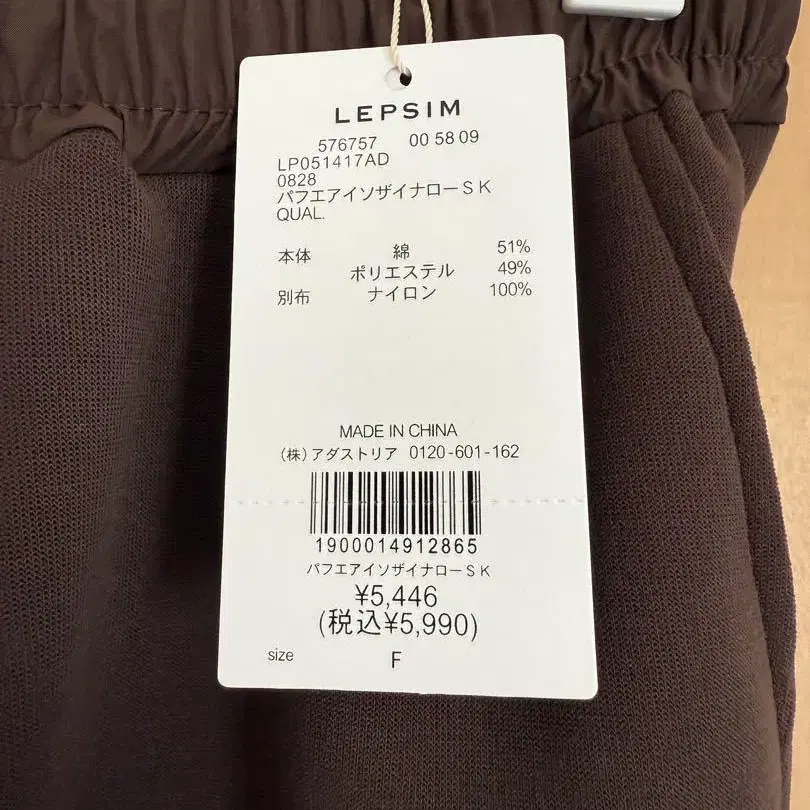 LEPSIM
576757 00 58 09
LP051417AD
0828
パフエアイソザイナローSK
QUAL.
本体 綿 51%
ポリエステル 49%
別布 ナイロン 100%
MADE IN CHINA
(株)アダストリア 0120-601-162
1900014912865
パフエアイソザイナローSK
¥5,446
(税込¥5,990)
size F